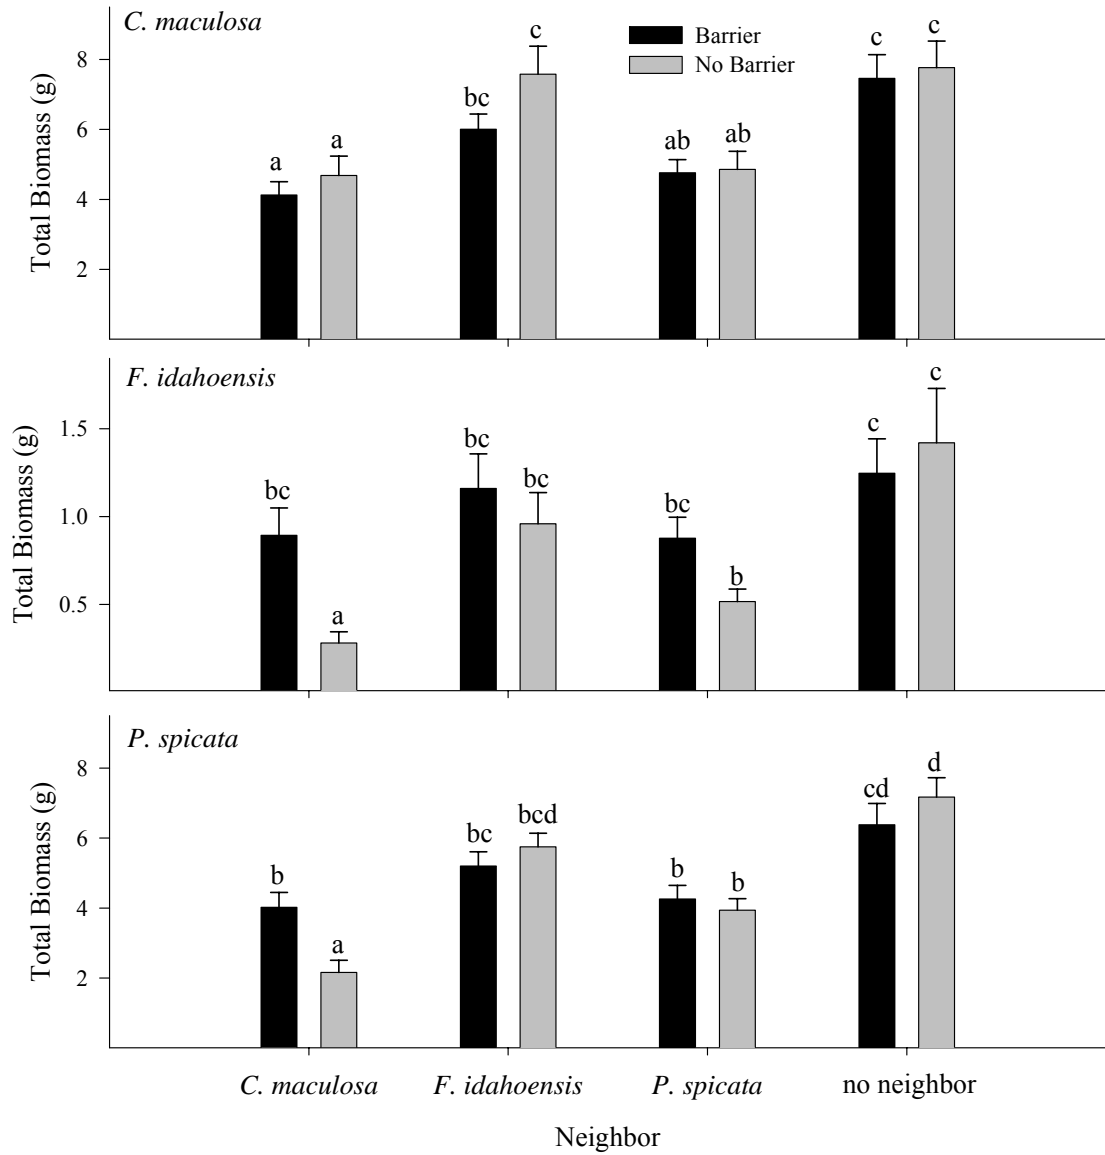 C. maculosa
Barrier
No Barrier
Total Biomass (g)
8
6
4
2
a
a
bc
c
ab
ab
c
c
F. idahoensis
Total Biomass (g)
1.5
1.0
0.5
bc
a
bc
bc
bc
b
c
c
P. spicata
Total Biomass (g)
8
6
4
2
b
a
bc
bcd
b
b
cd
d
C. maculosa
F. idahoensis
P. spicata
no neighbor
Neighbor